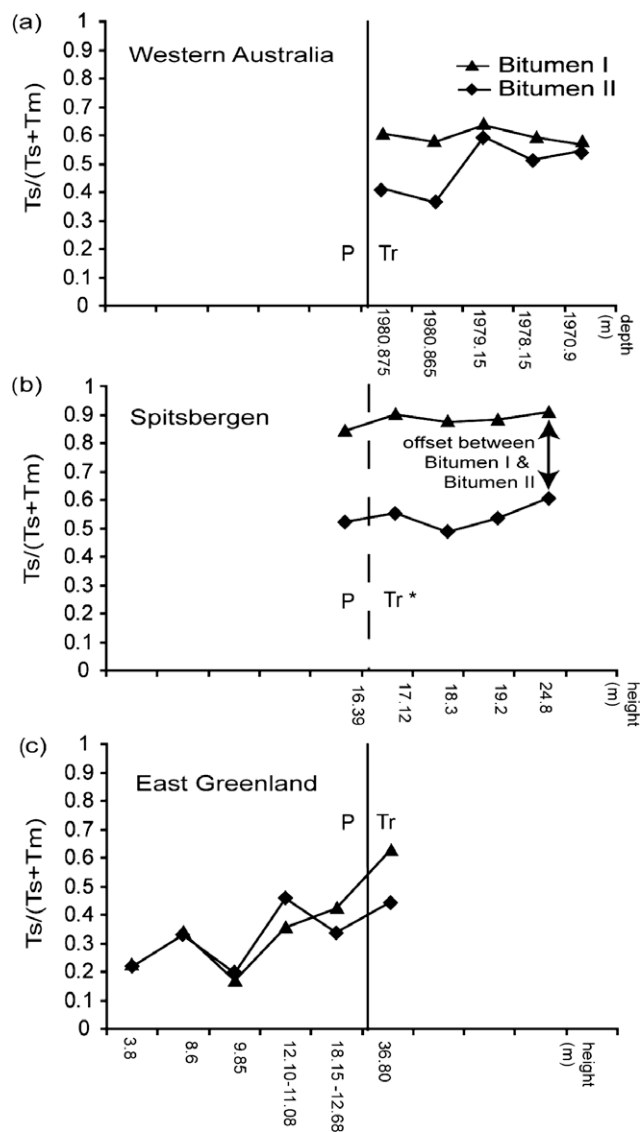 (a)
Western Australia
Bitumen I
Bitumen II
Ts/(Ts+Tm)
1
0.9
0.8
0.7
0.6
0.5
0.4
0.3
0.2
0.1
0
P
Tr
1980.875
1980.865
1979.15
1978.15
1970.9
depth
(m)
(b)
Spitsbergen
Ts/(Ts+Tm)
1
0.9
0.8
0.7
0.6
0.5
0.4
0.3
0.2
0.1
0
offset between
Bitumen I &
Bitumen II
P
Tr *
16.39
17.12
18.3
19.2
24.8
height
(m)
(c)
East Greenland
Ts/(Ts+Tm)
1
0.9
0.8
0.7
0.6
0.5
0.4
0.3
0.2
0.1
0
P
Tr
3.8
8.6
9.85
12.10-11.08
18.15 -12.68
36.80
height
(m)